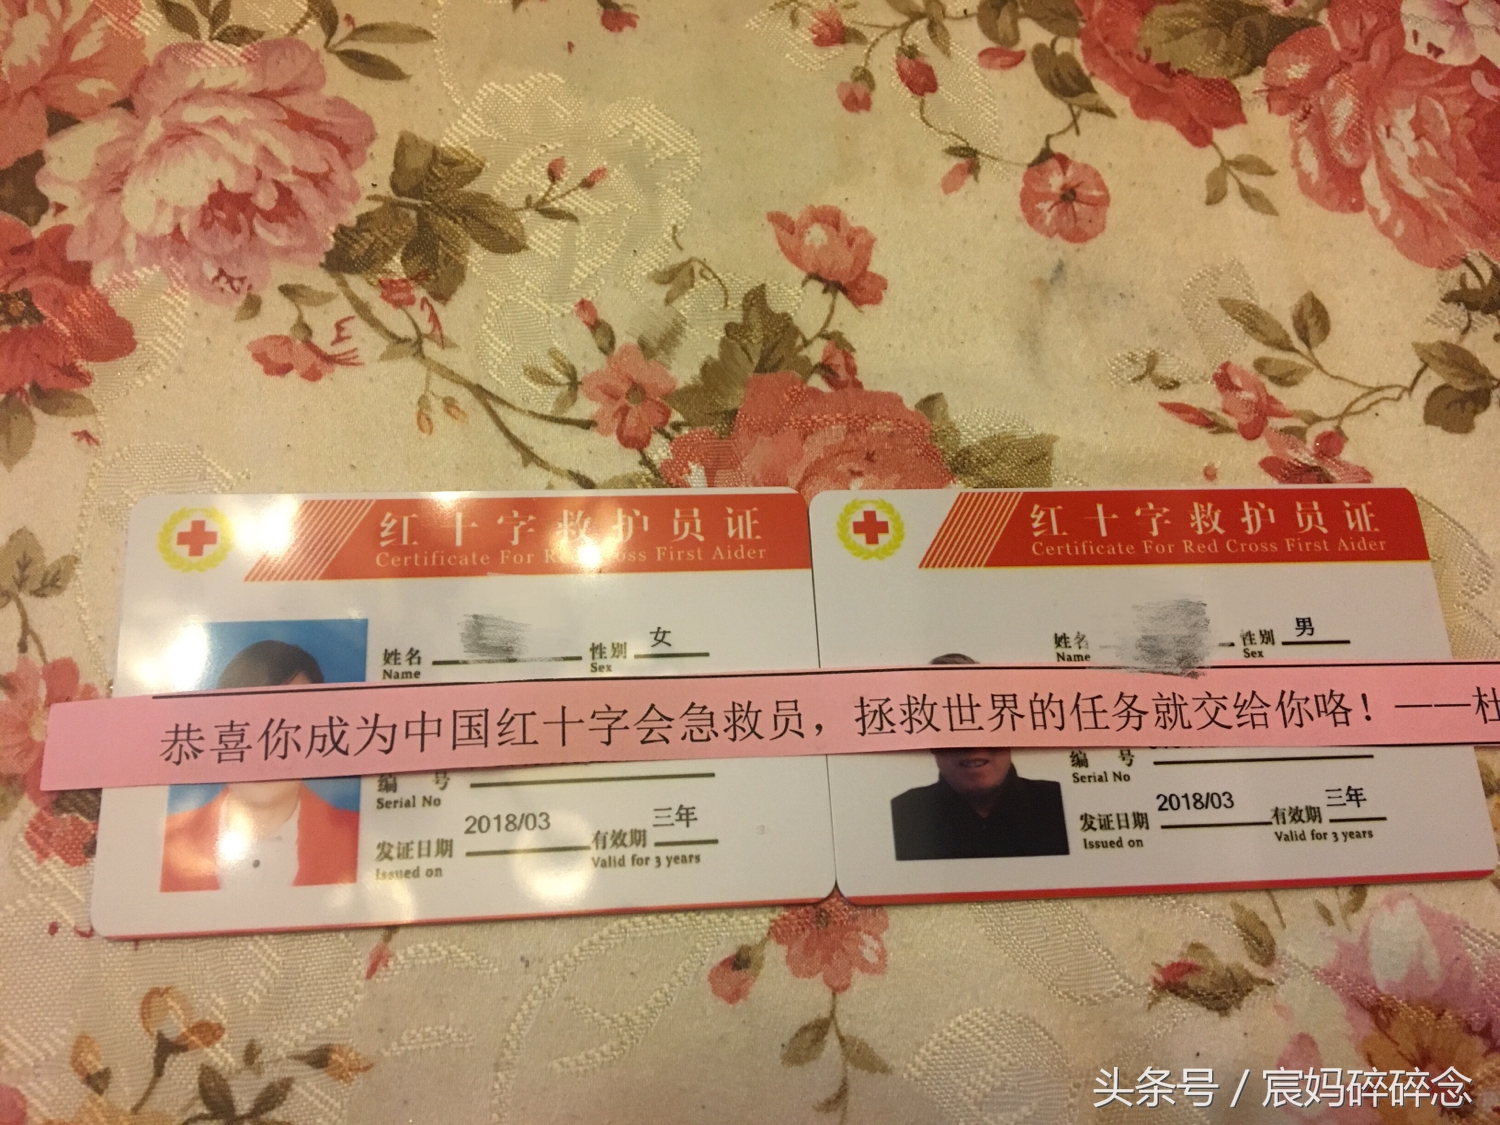 红十字救护员证
Certificate For Red Cross First Aider
姓名 性别 女
Name Sex
恭喜你成为中国红十字会急救员，拯救世界的任务就交给你咯！——杜
编号
Serial No
发证日期 2018/03 有效期 三年
Issued on Valid for 3 years
红十字救护员证
Certificate For Red Cross First Aider
姓名 性别 男
Name Sex
编号
Serial No
发证日期 2018/03 有效期 三年
Issued on Valid for 3 years
头条号 / 宸妈碎碎念